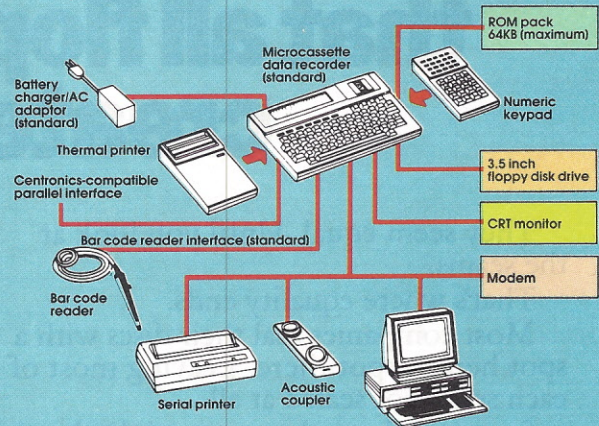 ROM pack
64KB (maximum)
Microcassette
data recorder
(standard)
Battery
charger/AC
adaptor
(standard)
Numeric
keypad
Thermal printer
3.5 inch
floppy disk drive
Centronics-compatible
parallel interface
CRT monitor
Bar code reader interface (standard)
Modem
Bar code
reader
Serial printer
Acoustic
coupler